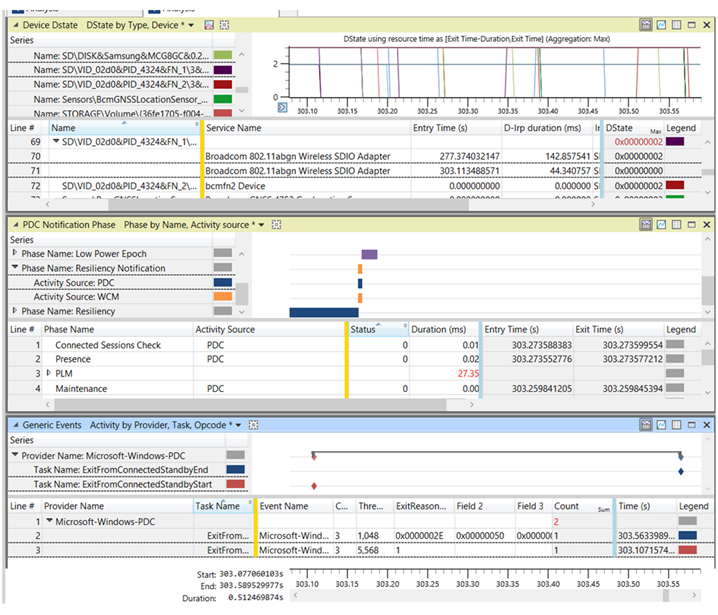 Device Dstate DState by Type, Device *
Series
DState using resource time as [Exit Time-Duration,Exit Time] (Aggregation: Max)
Name: SD\DISK&Samsung&MCG8GC&0.2...
Name: SD\VID_02d0&PID_4324&FN_1\3&...
Name: SD\VID_02d0&PID_4324&FN_2\3&...
Name: Sensors\BcmGNSSLocationSensor_...
Name: STORAGE\Volume\{36fe1705-f004-...
2
0
303.10 303.15 303.20 303.25 303.30 303.35 303.40 303.45 303.50 303.55
Line # Name Service Name Entry Time (s) D-Irp duration (ms) Ir DState Max Legend
69 SD\VID_02d0&PID_4324&FN_1\... 0x00000002
70 Broadcom 802.11abgn Wireless SDIO Adapter 277.374032147 142.857541 S 0x00000002
71 Broadcom 802.11abgn Wireless SDIO Adapter 303.113488571 44.340757 S 0x00000002
72 SD\VID_02d0&PID_4324&FN_2\... bcmfn2 Device 0.000000000 0.000000 S 0x00000002
PDC Notification Phase Phase by Name, Activity source *
Series
Phase Name: Low Power Epoch
Phase Name: Resiliency Notification
Activity Source: PDC
Activity Source: WCM
Phase Name: Resiliency
Line # Phase Name Activity Source Status Duration (ms) Entry Time (s) Exit Time (s) Legend
1 Connected Sessions Check PDC 0 0.01 303.273588383 303.273599554
2 Presence PDC 0 0.02 303.273552776 303.273577212
3 PLM 27.35
4 Maintenance PDC 0 0.00 303.259841205 303.259845394
Generic Events Activity by Provider, Task, Opcode *
Series
Provider Name: Microsoft-Windows-PDC
Task Name: ExitFromConnectedStandbyEnd
Task Name: ExitFromConnectedStandbyStart
Line # Provider Name Task Name Event Name C... Thre... ExitReason... Field 2 Field 3 Count Sum Time (s) Legend
1 Microsoft-Windows-PDC 2
2 ExitFrom... Microsoft-Wind... 3 1,048 0x0000002E 0x00000050 0x00000 1 303.5633989...
3 ExitFrom... Microsoft-Wind... 3 5,568 1 1 303.1071574...
Start: 303.077060103s
End: 303.589529977s
Duration: 0.512469874s
303.10 303.15 303.20 303.25 303.30 303.35 303.40 303.45 303.50 303.55